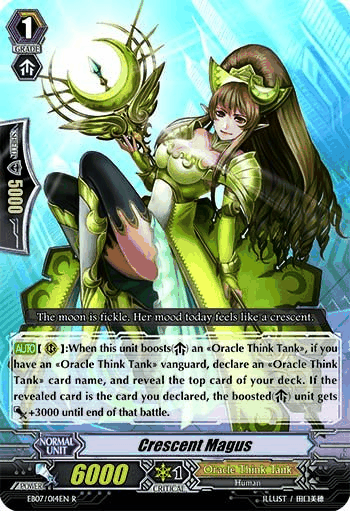 1
GRADE
SHIELD
5000
The moon is fickle. Her mood today feels like a crescent.
AUTO [ ]:When this unit boosts an «Oracle Think Tank», if you
have an «Oracle Think Tank» vanguard, declare an «Oracle Think
Tank» card name, and reveal the top card of your deck. If the
revealed card is the card you declared, the boosted unit gets
+3000 until end of that battle.
NORMAL
UNIT
Crescent Magus
POWER
6000
1
CRITICAL
Oracle Think Tank
Human
EB07/014EN R
ILLUST / 田口美穂